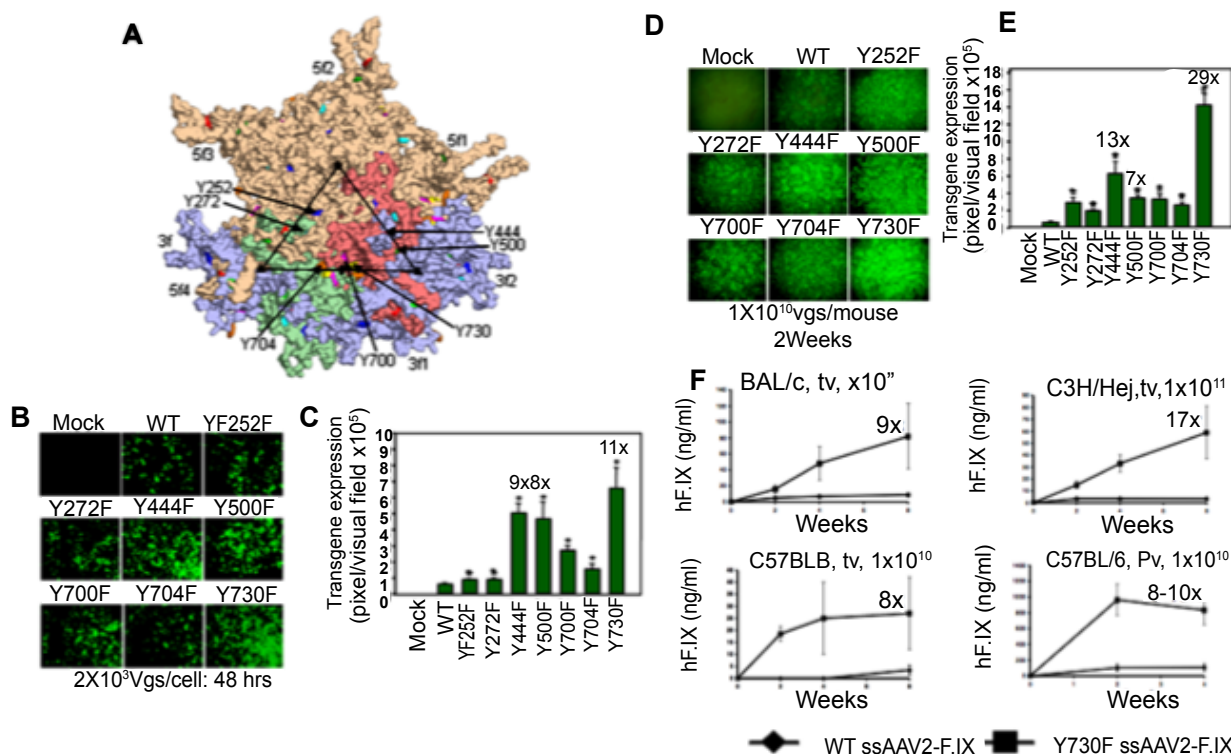 A
5f2
5f3
5f1
Y252
Y272
Y444
Y500
3f
5f4
3f2
Y730
Y704
Y700
3f1
B
Mock WT YF252F
Y272F Y444F Y500F
Y700F Y704F Y730F
2X10³Vgs/cell: 48 hrs
C
Transgene expression
(pixel/visual field x10⁵)
10
9
8
7
6
5
4
3
2
1
0
9x8x
11x
Mock WT YF252F Y272F Y444F Y500F Y700F Y704F Y730F
D
Mock WT Y252F
Y272F Y444F Y500F
Y700F Y704F Y730F
1X10¹⁰vgs/mouse
2Weeks
E
Transgene expression
(pixel/visual field x10⁵)
18
16
14
12
10
8
6
4
2
0
13x
7x
29x
Mock WT Y252F Y272F Y444F Y500F Y700F Y704F Y730F
F
BAL/c, tv, x10”
hF.IX (ng/ml)
9x
Weeks
C3H/Hej,tv,1x10¹¹
hF.IX (ng/ml)
17x
Weeks
C57BLB, tv, 1x10¹⁰
hF.IX (ng/ml)
8x
Weeks
C57BL/6, Pv, 1x10¹⁰
hF.IX (ng/ml)
8-10x
Weeks
WT ssAAV2-F.IX Y730F ssAAV2-F.IX